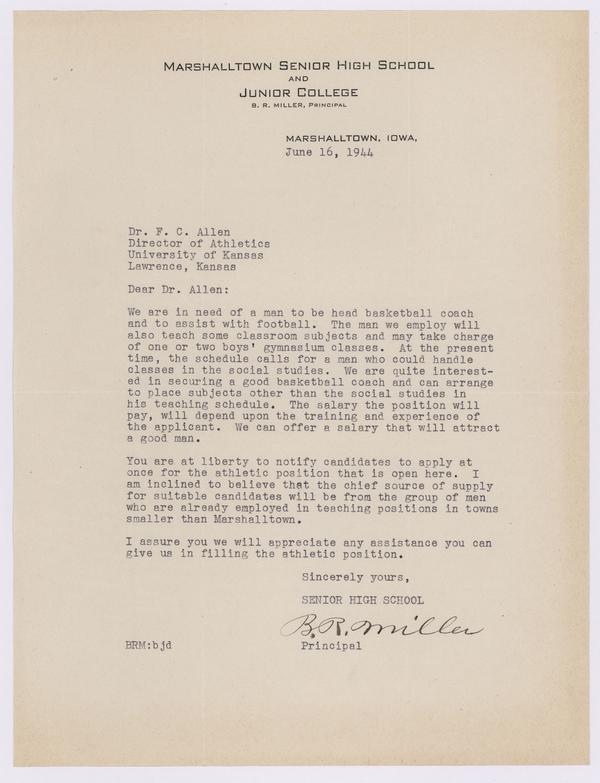 MARSHALLTOWN SENIOR HIGH SCHOOL
AND
JUNIOR COLLEGE
B. R. MILLER, PRINCIPAL
MARSHALLTOWN, IOWA,
June 16, 1944
Dr. F. C. Allen
Director of Athletics
University of Kansas
Lawrence, Kansas
Dear Dr. Allen:
We are in need of a man to be head basketball coach
and to assist with football. The man we employ will
also teach some classroom subjects and may take charge
of one or two boys' gymnasium classes. At the present
time, the schedule calls for a man who could handle
classes in the social studies. We are quite interest-
ed in securing a good basketball coach and can arrange
to place subjects other than the social studies in
his teaching schedule. The salary the position will
pay, will depend upon the training and experience of
the applicant. We can offer a salary that will attract
a good man.
You are at liberty to notify candidates to apply at
once for the athletic position that is open here. I
am inclined to believe that the chief source of supply
for suitable candidates will be from the group of men
who are already employed in teaching positions in towns
smaller than Marshalltown.
I assure you we will appreciate any assistance you can
give us in filling the athletic position.
Sincerely yours,
SENIOR HIGH SCHOOL
B. R. Miller
BRM:bjd Principal